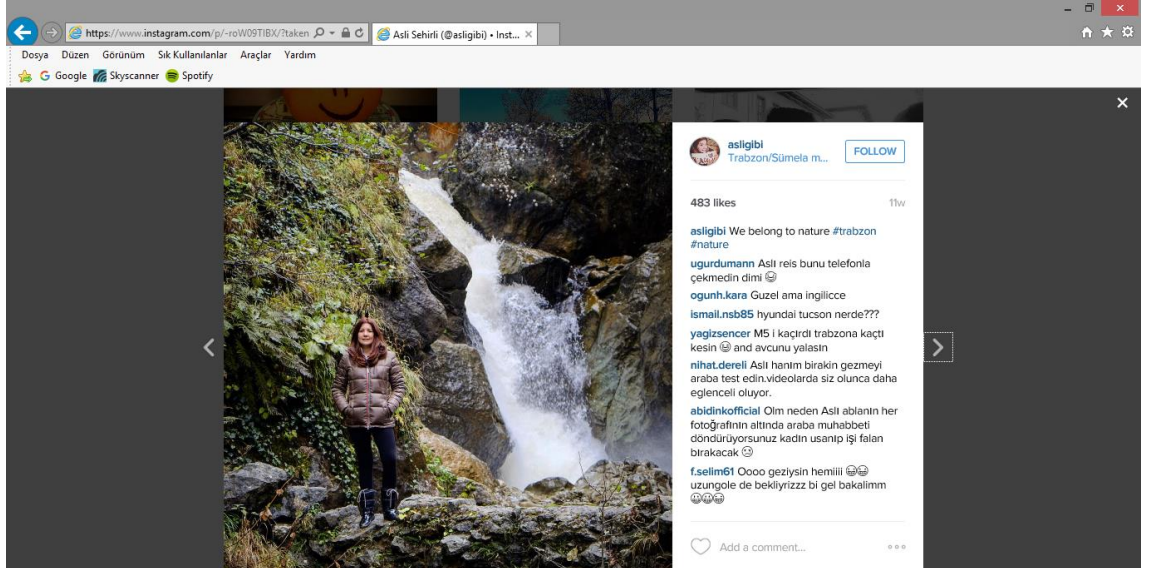 https://www.instagram.com/p/-roW09TIBX/?taken
Asli Sehirli (@asligibi) • Inst...
Dosya Düzen Görünüm Sık Kullanılanlar Araçlar Yardım
Google Skyscanner Spotify
asligibi
Trabzon/Sümela m...
FOLLOW
483 likes
11w
asligibi We belong to nature #trabzon
#nature
ugurdumann Aslı reis bunu telefonla
çekmedin dimi 😂
ogunh.kara Guzel ama ingilicce
ismail.nsb85 hyundai tucson nerde???
yagizsencer M5 i kaçırdı trabzona kaçtı
kesin 😂 and avcunu yalasın
nihat.dereli Aslı hanım birakin gezmeyi
araba test edin.videolarda siz olunca daha
eglenceli oluyor.
abidinkofficial Olm neden Aslı ablanın her
fotoğrafının altında araba muhabbeti
döndürüyorsunuz kadın usanıp işi falan
bırakacak 😑
f.selim61 Oooo geziysin hemiiii 😂😂
uzungole de bekliyrizzz bi gel bakalimm
😀😀😂
Add a comment...